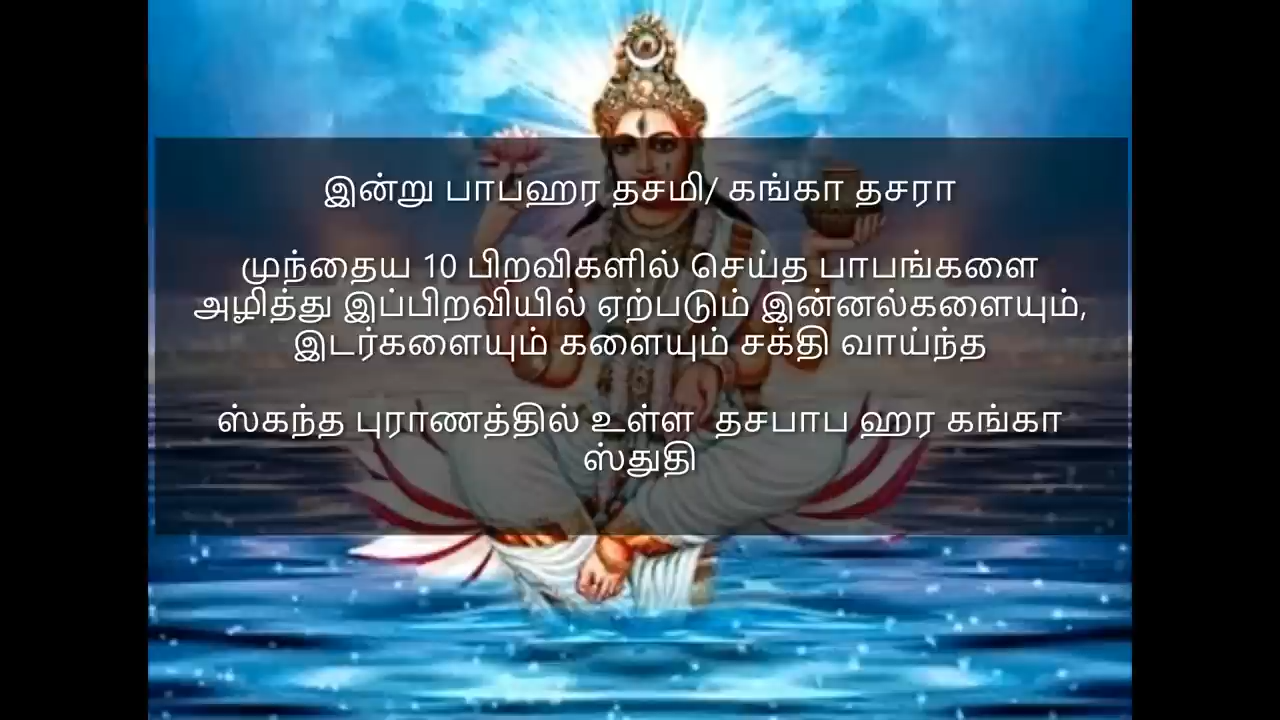 இன்று பாபஹர தசமி/ கங்கா தசரா
முந்தைய 10 பிறவிகளில் செய்த பாபங்களை
அழித்து இப்பிறவியில் ஏற்படும் இன்னல்களையும்,
இடர்களையும் களையும் சக்தி வாய்ந்த
ஸ்கந்த புராணத்தில் உள்ள  தசபாப ஹர கங்கா
ஸ்துதி